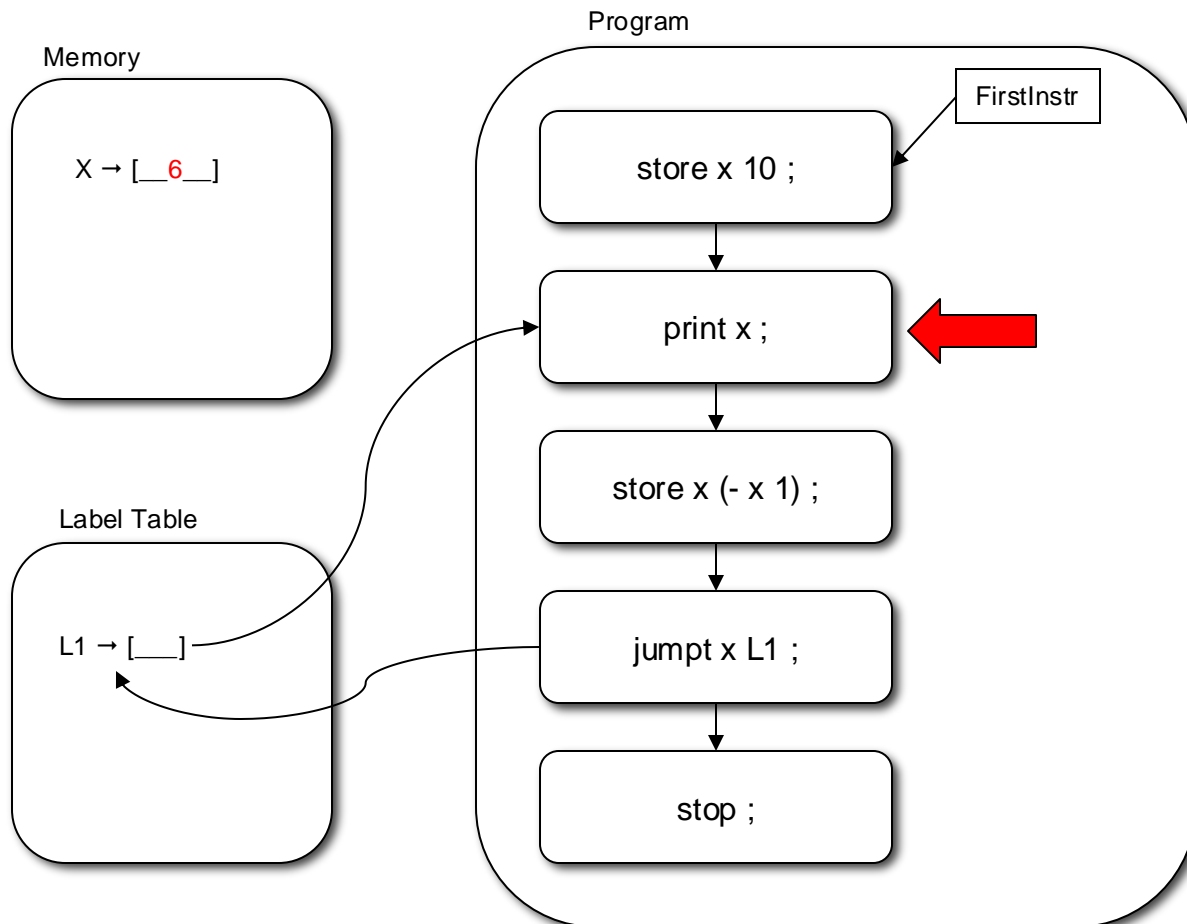 Program
Memory
FirstInstr
X → [__6__]
store x 10 ;
print x ;
store x (- x 1) ;
Label Table
L1 → [___]
jumpt x L1 ;
stop ;